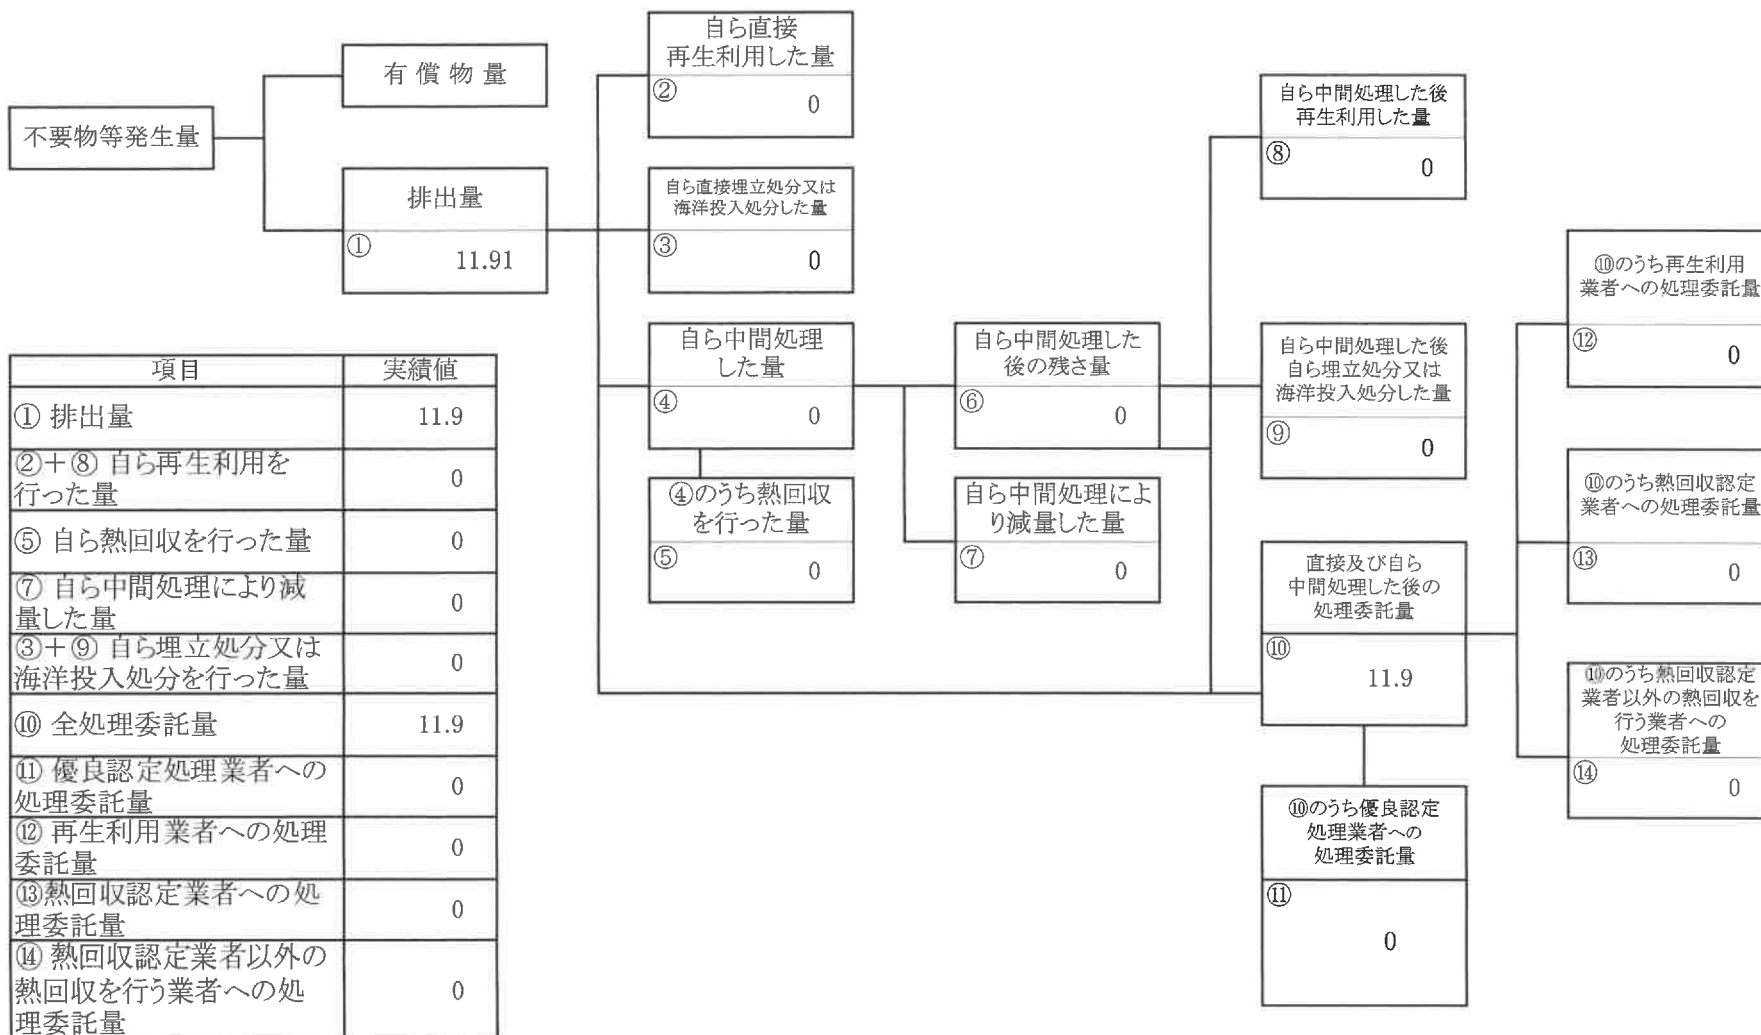 不要物等発生量
有 償 物 量
排出量
①
11.91
自ら直接
再生利用した量
②
0
自ら直接埋立処分又は
海洋投入処分した量
③
0
自ら中間処理
した量
④
0
④のうち熱回収
を行った量
⑤
0
自ら中間処理した
後の残さ量
⑥
0
自ら中間処理によ
り減量した量
⑦
0
自ら中間処理した後
再生利用した量
⑧
0
自ら中間処理した後
自ら埋立処分又は
海洋投入処分した量
⑨
0
直接及び自ら
中間処理した後の
処理委託量
⑩
11.9
⑩のうち優良認定
処理業者への
処理委託量
⑪
0
⑩のうち再生利用
業者への処理委託量
⑫
0
⑩のうち熱回収認定
業者への処理委託量
⑬
0
⑩のうち熱回収認定
業者以外の熱回収を
行う業者への
処理委託量
⑭
0
項目 実績値
① 排出量 11.9
②+⑧ 自ら再生利用を
行った量 0
⑤ 自ら熱回収を行った量 0
⑦ 自ら中間処理により減
量した量 0
③+⑨ 自ら埋立処分又は
海洋投入処分を行った量 0
⑩ 全処理委託量 11.9
⑪ 優良認定処理業者への
処理委託量 0
⑫ 再生利用業者への処理
委託量 0
⑬熱回収認定業者への処
理委託量 0
⑭ 熱回収認定業者以外の
熱回収を行う業者への処
理委託量 0